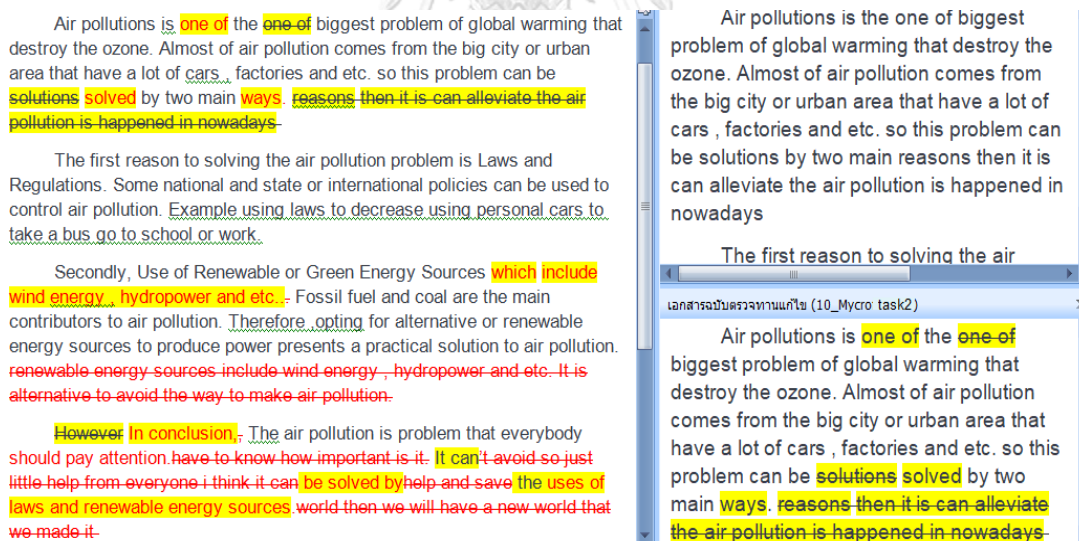 Air pollutions is one of the one of biggest problem of global warming that
destroy the ozone. Almost of air pollution comes from the big city or urban
area that have a lot of cars , factories and etc. so this problem can be
solutions solved by two main ways. reasons then it is can alleviate the air
pollution is happened in nowadays
The first reason to solving the air pollution problem is Laws and
Regulations. Some national and state or international policies can be used to
control air pollution. Example using laws to decrease using personal cars to
take a bus go to school or work.
Secondly, Use of Renewable or Green Energy Sources which include
wind energy , hydropower and etc... Fossil fuel and coal are the main
contributors to air pollution. Therefore ,opting for alternative or renewable
energy sources to produce power presents a practical solution to air pollution.
renewable energy sources include wind energy , hydropower and etc. It is
alternative to avoid the way to make air pollution.
However In conclusion,, The air pollution is problem that everybody
should pay attention.have to know how important is it. It can't avoid so just
little help from everyone i think it can be solved byhelp and save the uses of
laws and renewable energy sources.world then we will have a new world that
we made it
Air pollutions is the one of biggest
problem of global warming that destroy the
ozone. Almost of air pollution comes from
the big city or urban area that have a lot of
cars , factories and etc. so this problem can
be solutions by two main reasons then it is
can alleviate the air pollution is happened in
nowadays
The first reason to solving the air
เอกสารฉบับตรวจทานแก้ไข (10_Mycro task2)
Air pollutions is one of the one of
biggest problem of global warming that
destroy the ozone. Almost of air pollution
comes from the big city or urban area that
have a lot of cars , factories and etc. so this
problem can be solutions solved by two
main ways. reasons then it is can alleviate
the air pollution is happened in nowadays